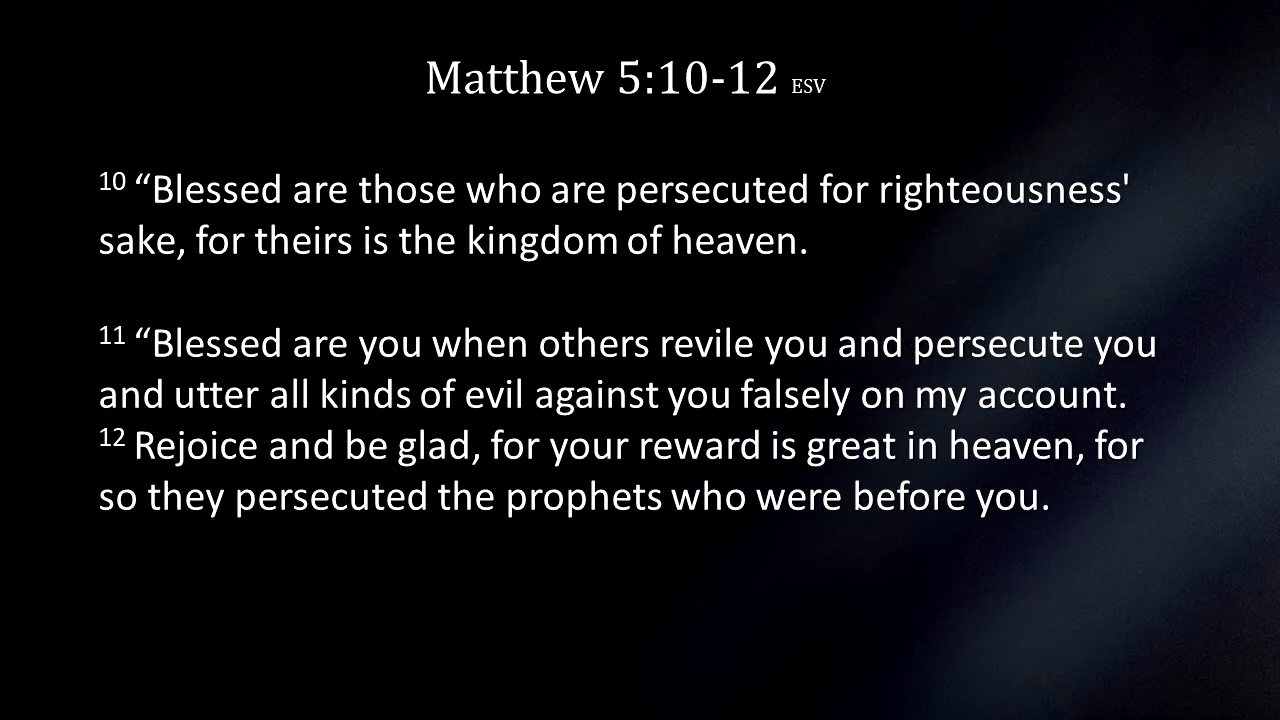 Matthew 5:10-12 ESV
10 “Blessed are those who are persecuted for righteousness'
sake, for theirs is the kingdom of heaven.
11 “Blessed are you when others revile you and persecute you
and utter all kinds of evil against you falsely on my account.
12 Rejoice and be glad, for your reward is great in heaven, for
so they persecuted the prophets who were before you.